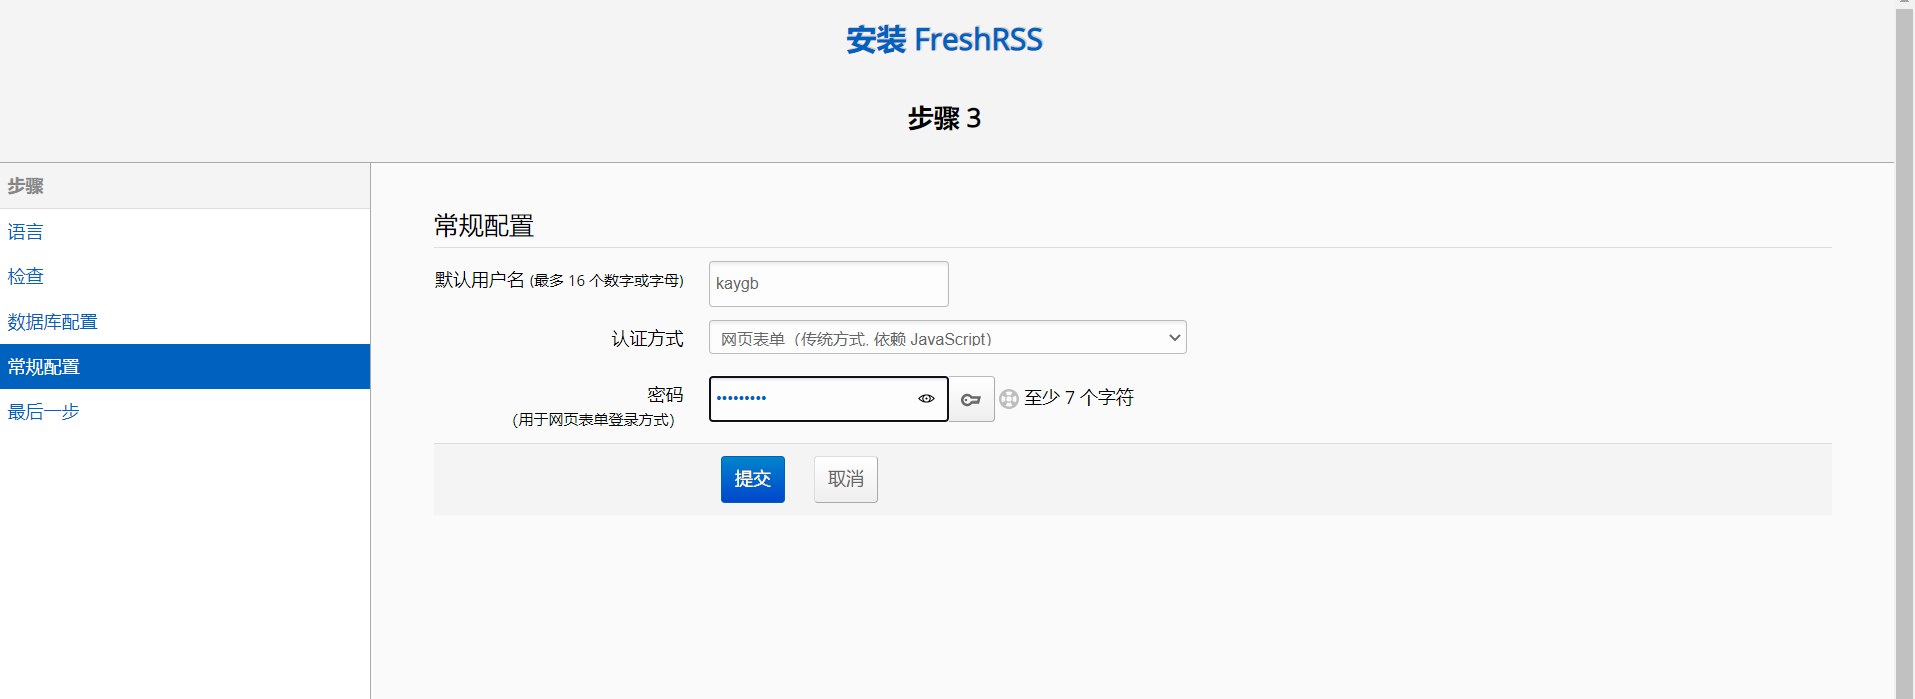 安装 FreshRSS
步骤 3
步骤
语言
检查
数据库配置
常规配置
最后一步
常规配置
默认用户名 (最多 16 个数字或字母) kaygb
认证方式 网页表单（传统方式, 依赖 JavaScript）
密码 ••••••••• 至少 7 个字符
(用于网页表单登录方式)
提交 取消